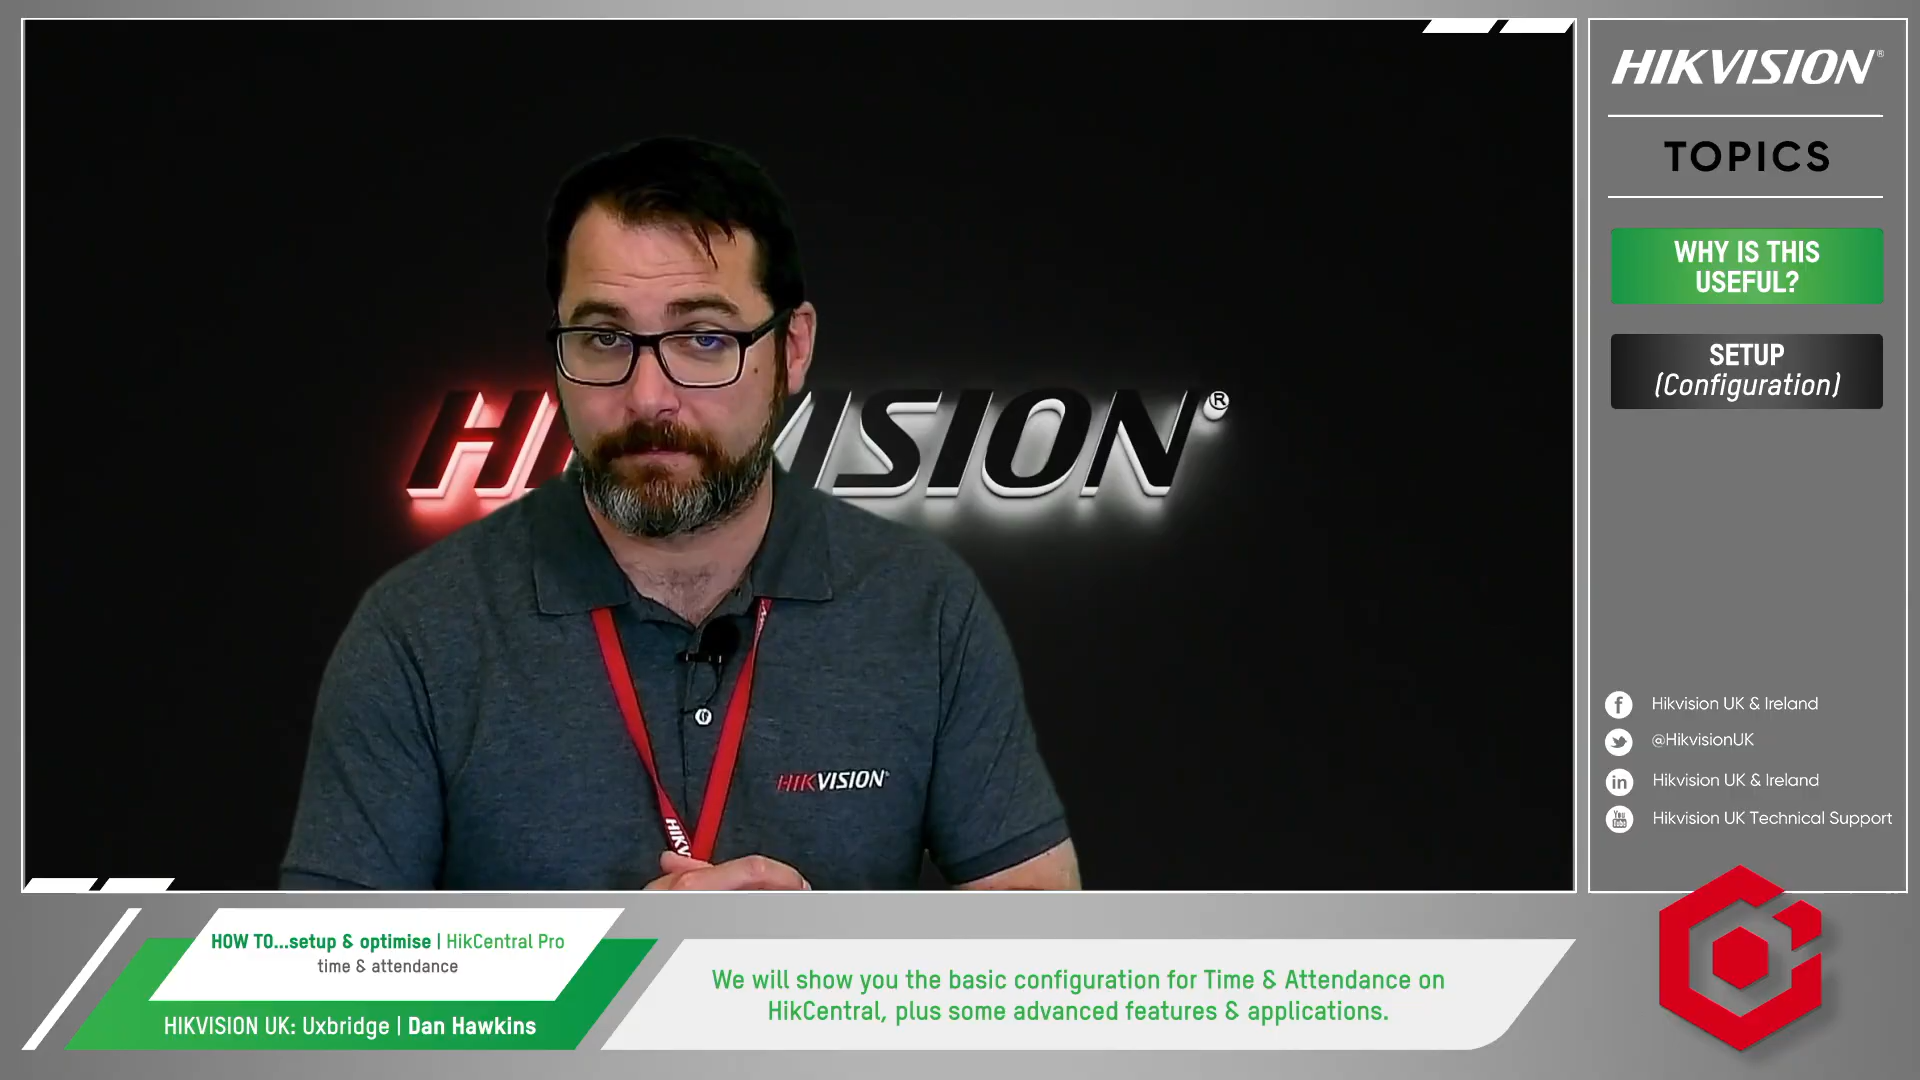 HIKVISION®
TOPICS
WHY IS THIS
USEFUL?
SETUP
(Configuration)
Hikvision UK & Ireland
@HikvisionUK
Hikvision UK & Ireland
Hikvision UK Technical Support
VISION®
HIKVISION
HOW TO...setup & optimise | HikCentral Pro
time & attendance
HIKVISION UK: Uxbridge | Dan Hawkins
We will show you the basic configuration for Time & Attendance on
HikCentral, plus some advanced features & applications.